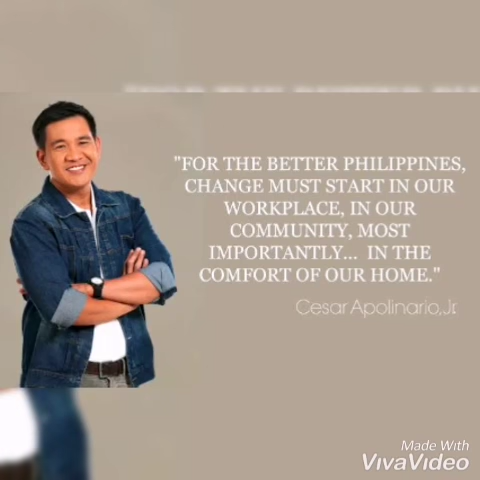 "FOR THE BETTER PHILIPPINES,
CHANGE MUST START IN OUR
WORKPLACE, IN OUR
COMMUNITY, MOST
IMPORTANTLY... IN THE
COMFORT OF OUR HOME."
Cesar Apolinario,Jr.
Made With
VivaVideo